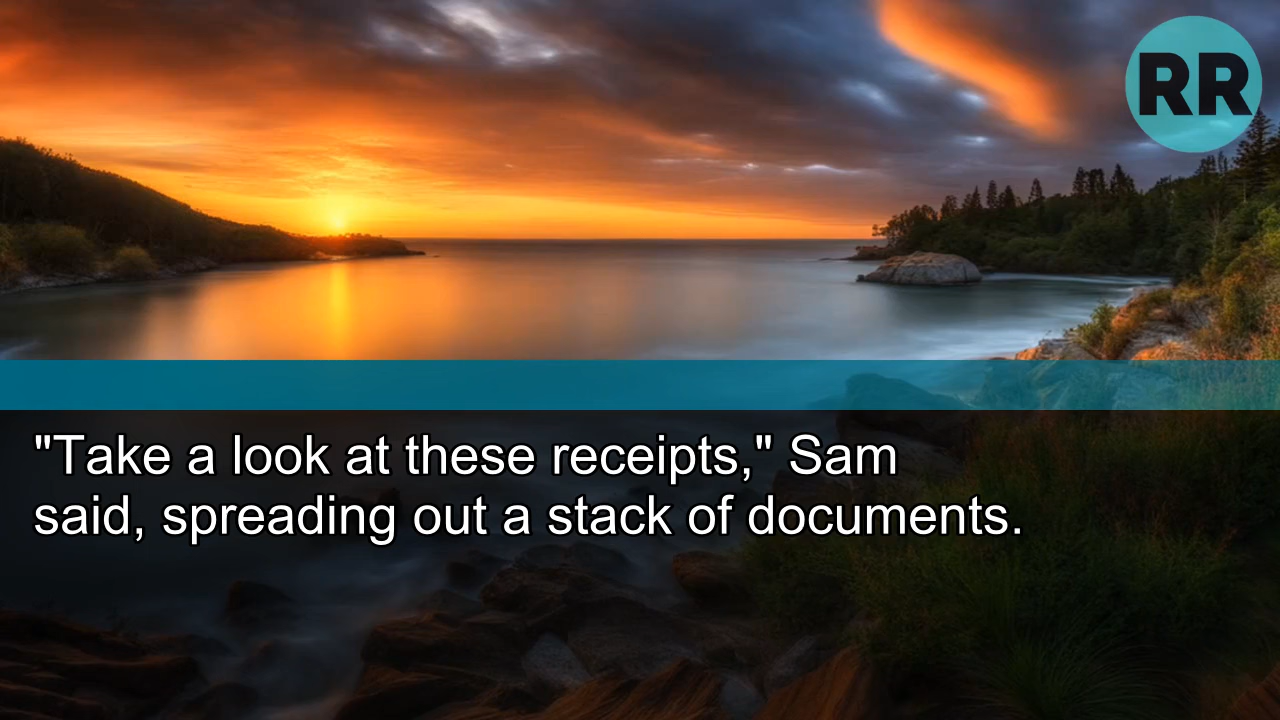 RR
"Take a look at these receipts," Sam
said, spreading out a stack of documents.